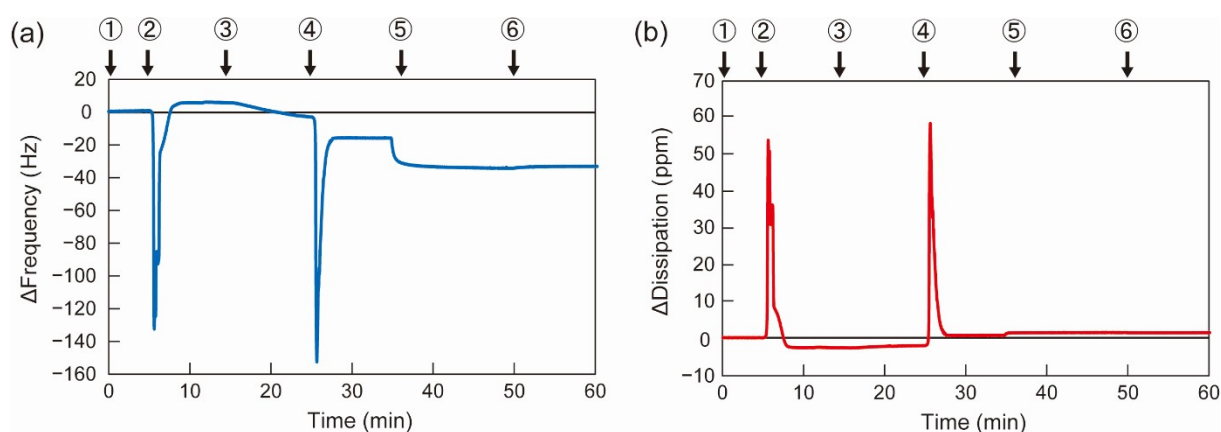 (a)
① ② ③ ④ ⑤ ⑥
20
0
−20
−40
−60
−80
−100
−120
−140
−160
ΔFrequency (Hz)
0 10 20 30 40 50 60
Time (min)
(b)
① ② ③ ④ ⑤ ⑥
70
60
50
40
30
20
10
0
−10
ΔDissipation (ppm)
0 10 20 30 40 50 60
Time (min)